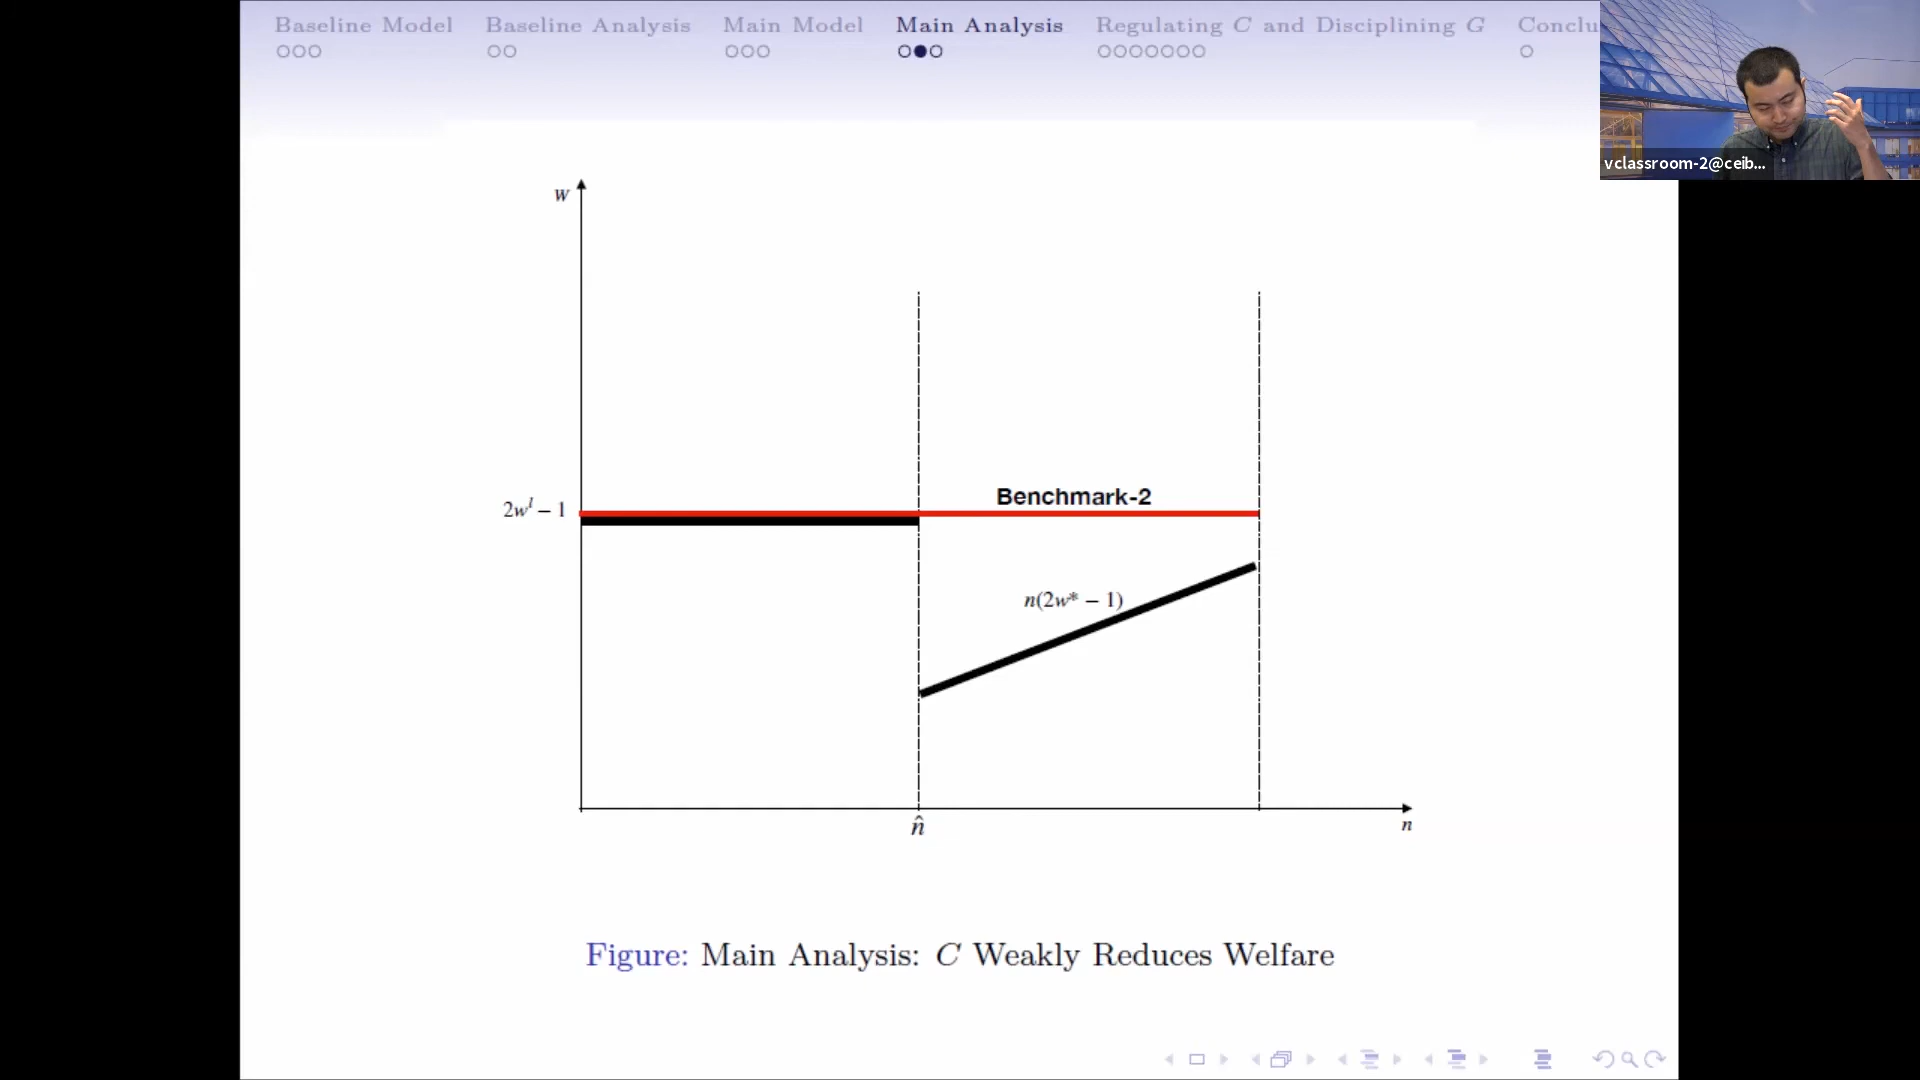 Baseline Model Baseline Analysis Main Model Main Analysis Regulating C and Disciplining G Conclu
vclassroom-2@ceib...
W
Benchmark-2
2wˡ – 1
n(2w* – 1)
n̂
n
Figure: Main Analysis: C Weakly Reduces Welfare